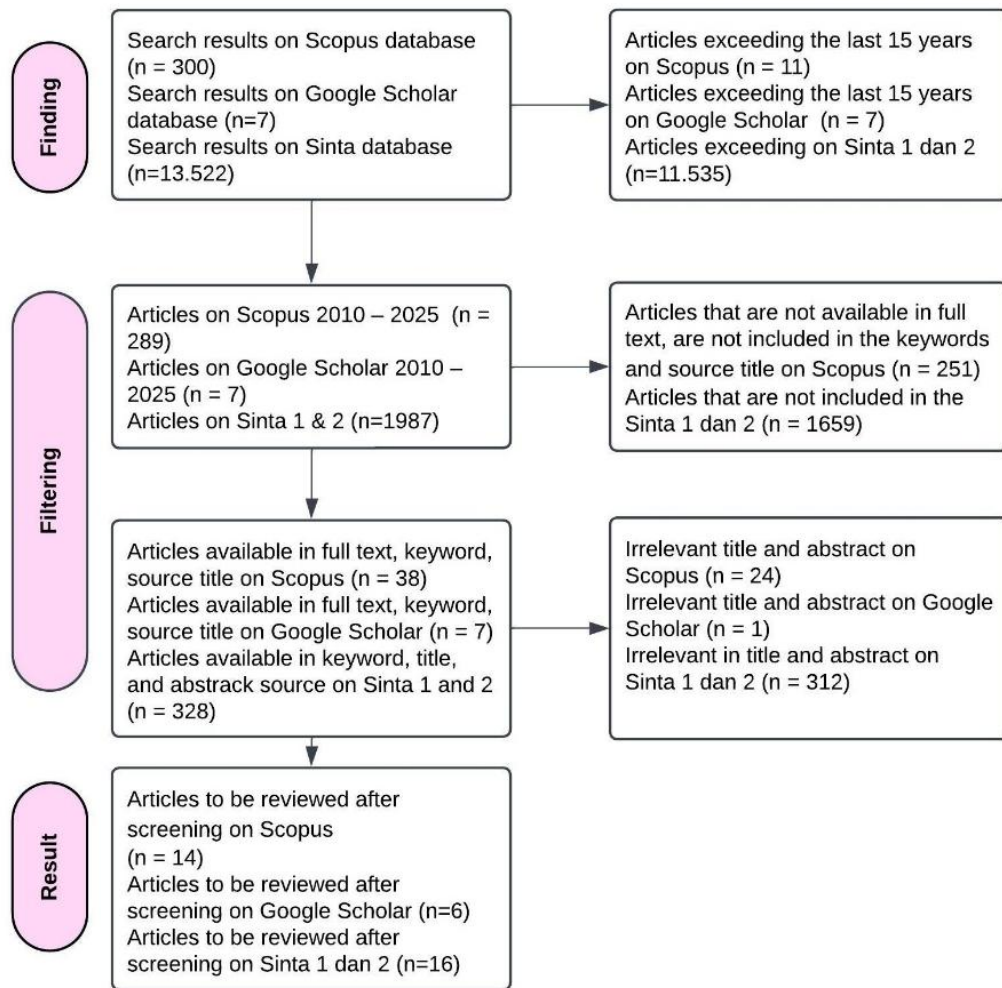 Finding
Search results on Scopus database
(n = 300)
Search results on Google Scholar
database (n=7)
Search results on Sinta database
(n=13.522)
Articles exceeding the last 15 years
on Scopus (n = 11)
Articles exceeding the last 15 years
on Google Scholar (n = 7)
Articles exceeding on Sinta 1 dan 2
(n=11.535)
Filtering
Articles on Scopus 2010 – 2025 (n =
289)
Articles on Google Scholar 2010 –
2025 (n = 7)
Articles on Sinta 1 & 2 (n=1987)
Articles that are not available in full
text, are not included in the keywords
and source title on Scopus (n = 251)
Articles that are not included in the
Sinta 1 dan 2 (n = 1659)
Articles available in full text, keyword,
source title on Scopus (n = 38)
Articles available in full text, keyword,
source title on Google Scholar (n = 7)
Articles available in keyword, title,
and abstrack source on Sinta 1 and 2
(n = 328)
Irrelevant title and abstract on
Scopus (n = 24)
Irrelevant title and abstract on Google
Scholar (n = 1)
Irrelevant in title and abstract on
Sinta 1 dan 2 (n = 312)
Result
Articles to be reviewed after
screening on Scopus
(n = 14)
Articles to be reviewed after
screening on Google Scholar (n=6)
Articles to be reviewed after
screening on Sinta 1 dan 2 (n=16)